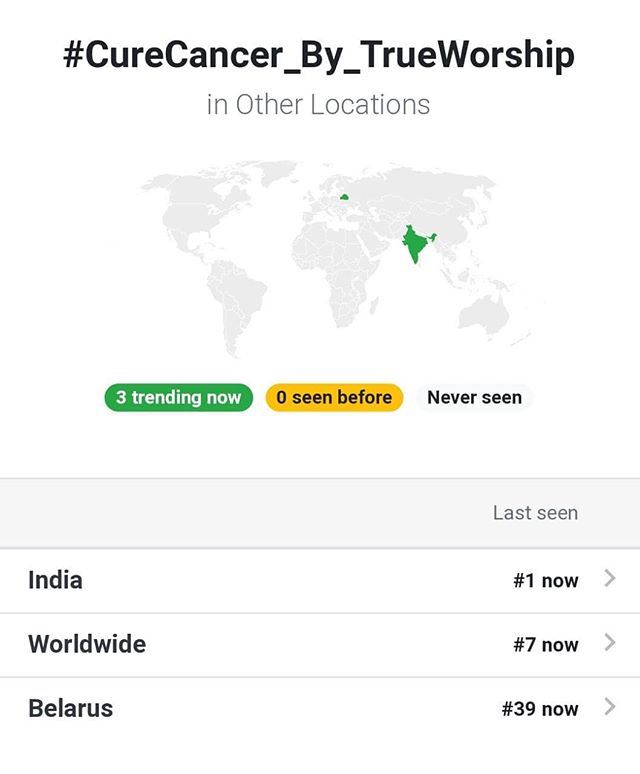 #CureCancer_By_TrueWorship
in Other Locations
3 trending now 0 seen before Never seen
Last seen
India #1 now
Worldwide #7 now
Belarus #39 now